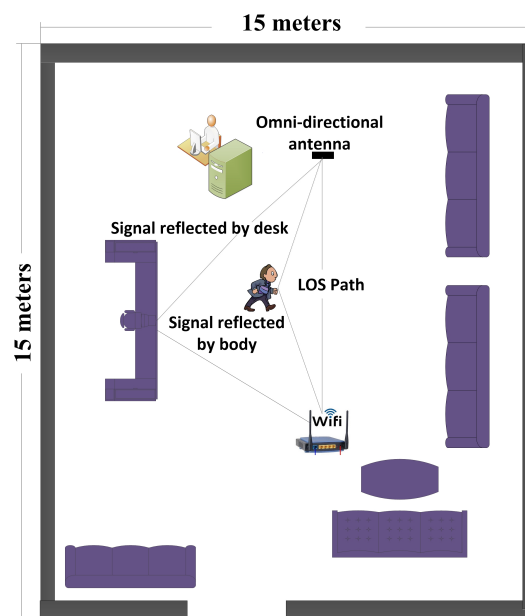 15 meters
Omni-directional
antenna
Signal reflected by desk
LOS Path
Signal reflected
by body
15 meters
Wifi